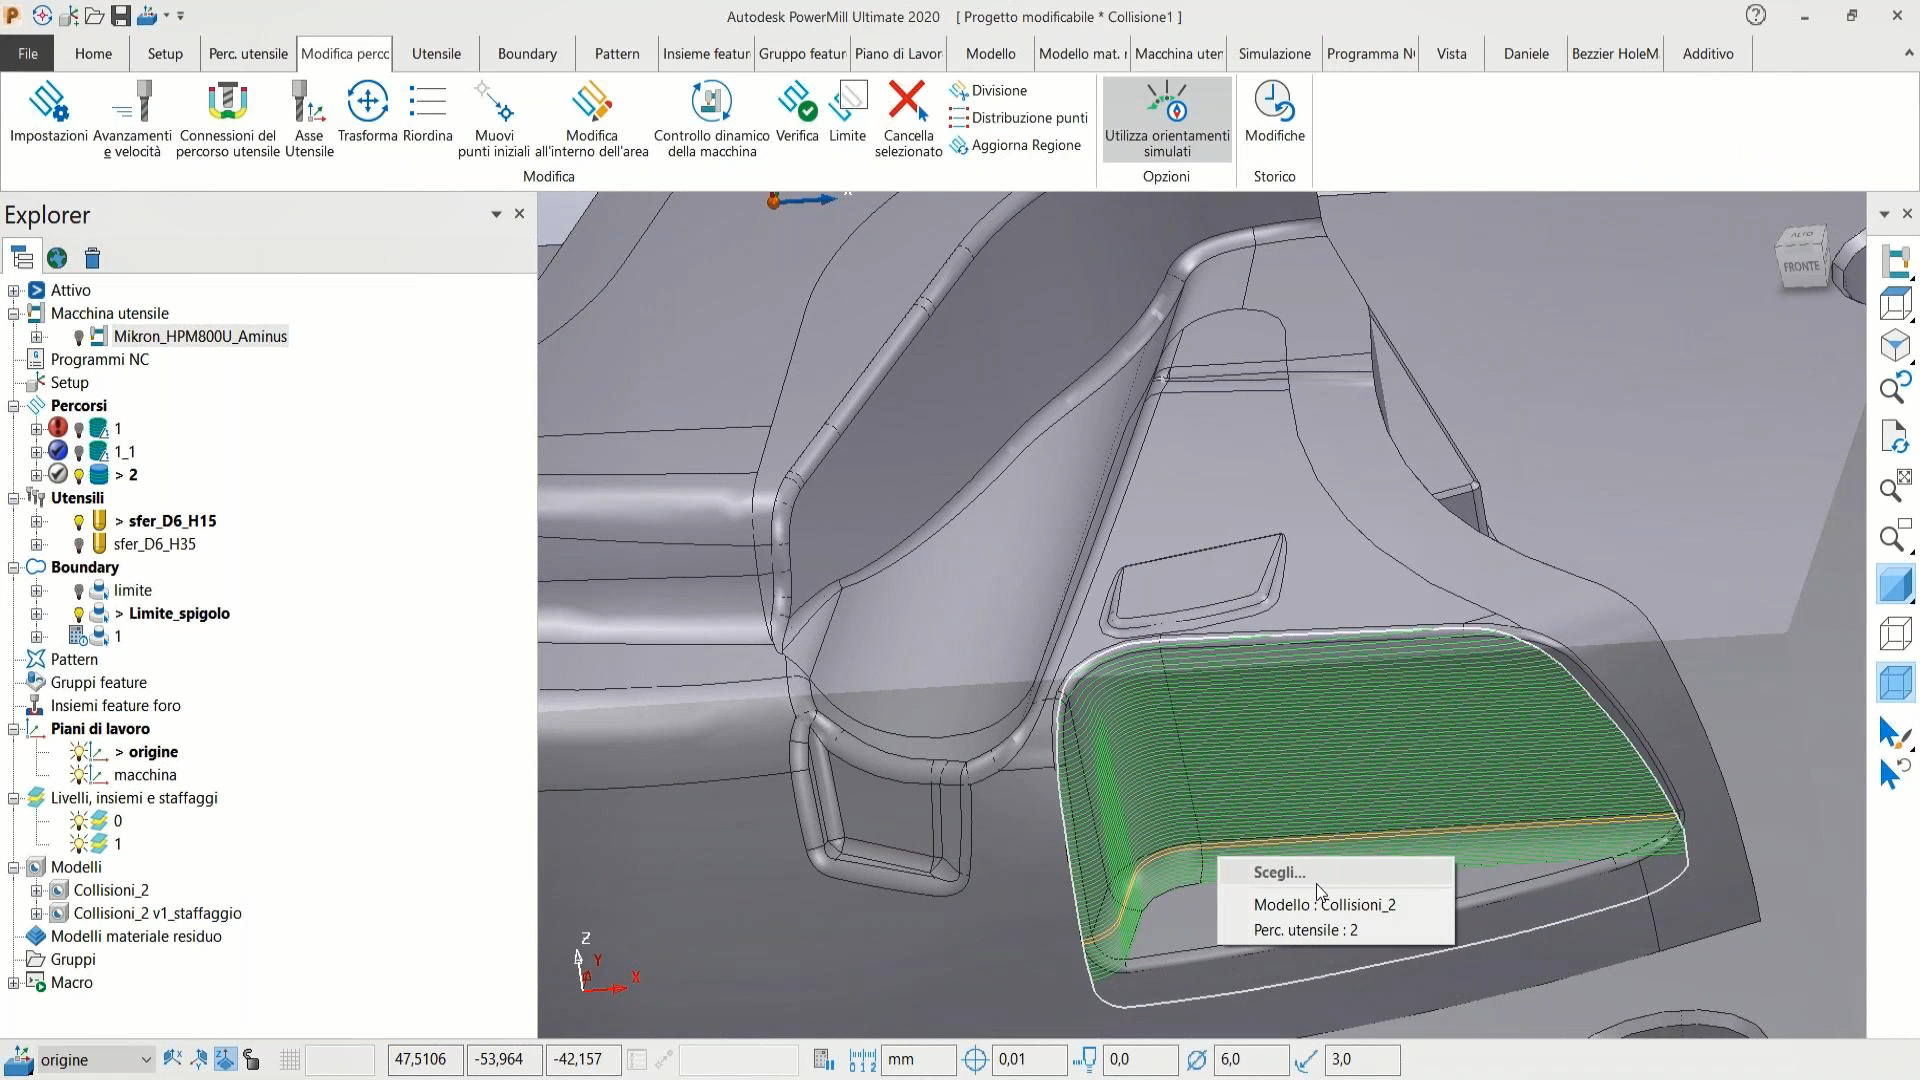 Autodesk PowerMill Ultimate 2020 [ Progetto modificabile * Collisione1 ]
File Home Setup Perc. utensile Modifica percc Utensile Boundary Pattern Insieme featur Gruppo featur Piano di Lavor Modello Modello mat. r Macchina uten Simulazione Programma N Vista Daniele Bezzier HoleM Additivo
Impostazioni
Avanzamenti
e velocità
Connessioni del
percorso utensile
Asse
Utensile
Trasforma
Riordina
Muovi
punti iniziali
Modifica
all'interno dell'area
Controllo dinamico
della macchina
Verifica
Limite
Cancella
selezionato
Divisione
Distribuzione punti
Aggiorna Regione
Utilizza orientamenti
simulati
Modifiche
Modifica
Opzioni
Storico
Explorer
Attivo
Macchina utensile
Mikron_HPM800U_Aminus
Programmi NC
Setup
Percorsi
1
1_1
> 2
Utensili
> sfer_D6_H15
sfer_D6_H35
Boundary
limite
> Limite_spigolo
1
Pattern
Gruppi feature
Insiemi feature foro
Piani di lavoro
> origine
macchina
Livelli, insiemi e staffaggi
0
1
Modelli
Collisioni_2
Collisioni_2 v1_staffaggio
Modelli materiale residuo
Gruppi
Macro
ALTO
FRONTE
Scegli...
Modello : Collisioni_2
Perc. utensile : 2
Z
Y
X
origine 47,5106 -53,964 -42,157 mm 0,01 0,0 6,0 3,0